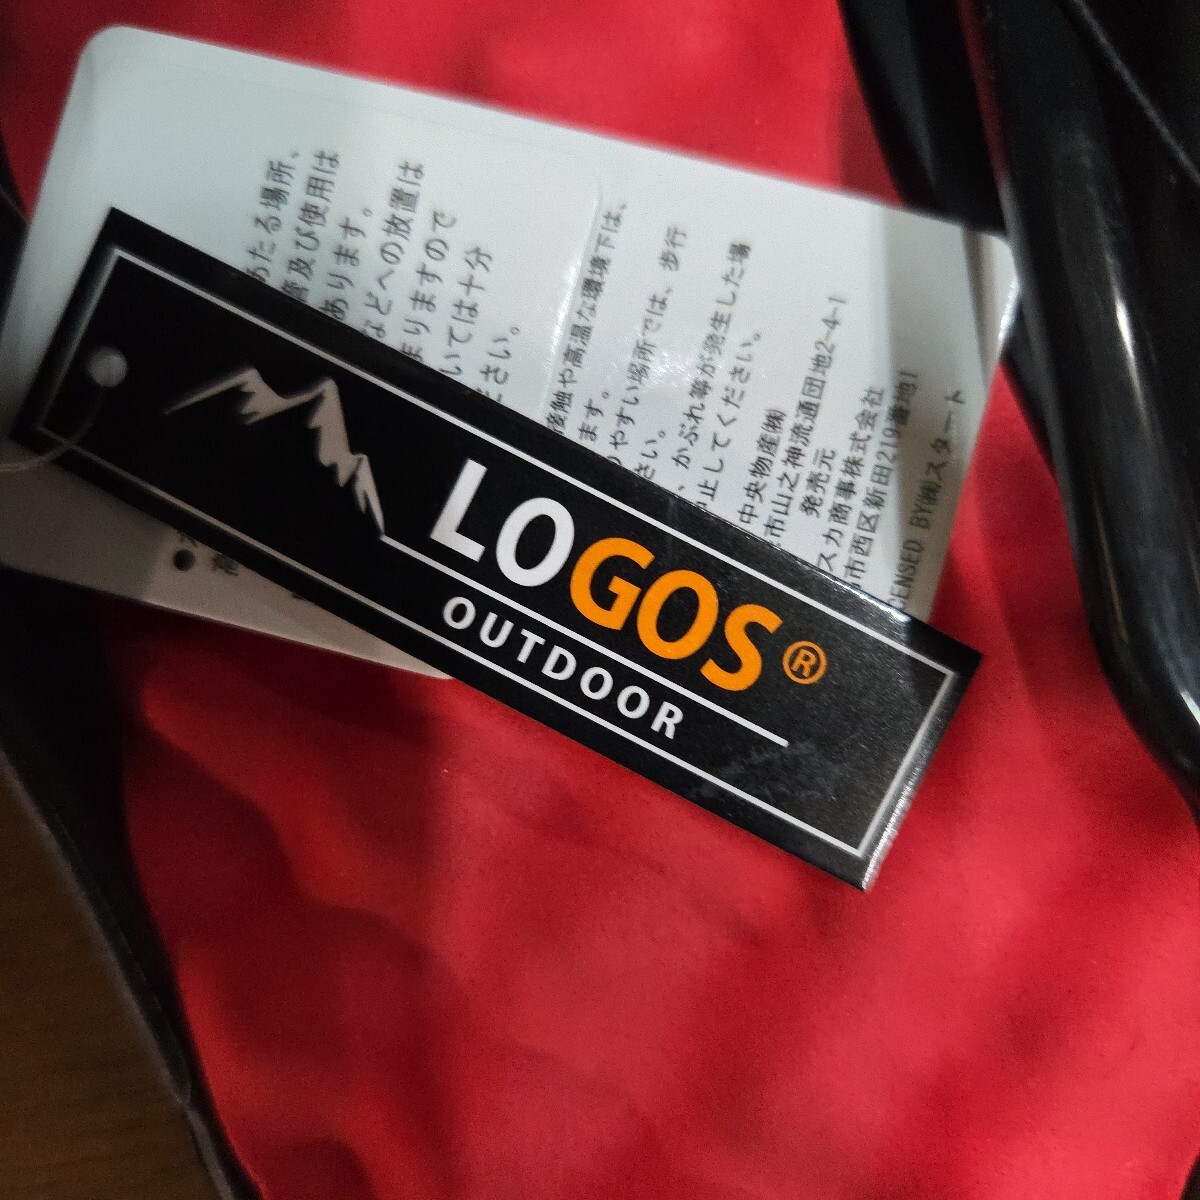 LOGOS®
OUTDOOR
たる場所、
及び使用は
あります。
などへの放置は
まりますので
いては十分
ださい。
接触や高温な環境下は、
ます。
りやすい場所では、歩行
さい。
、かぶれ等が発生した場
中止してください。
中央物産㈱
市山之神流通団地2-4-1
発売元
スカ商事株式会社
市西区新田219番地1
CENSED BY㈱スタート